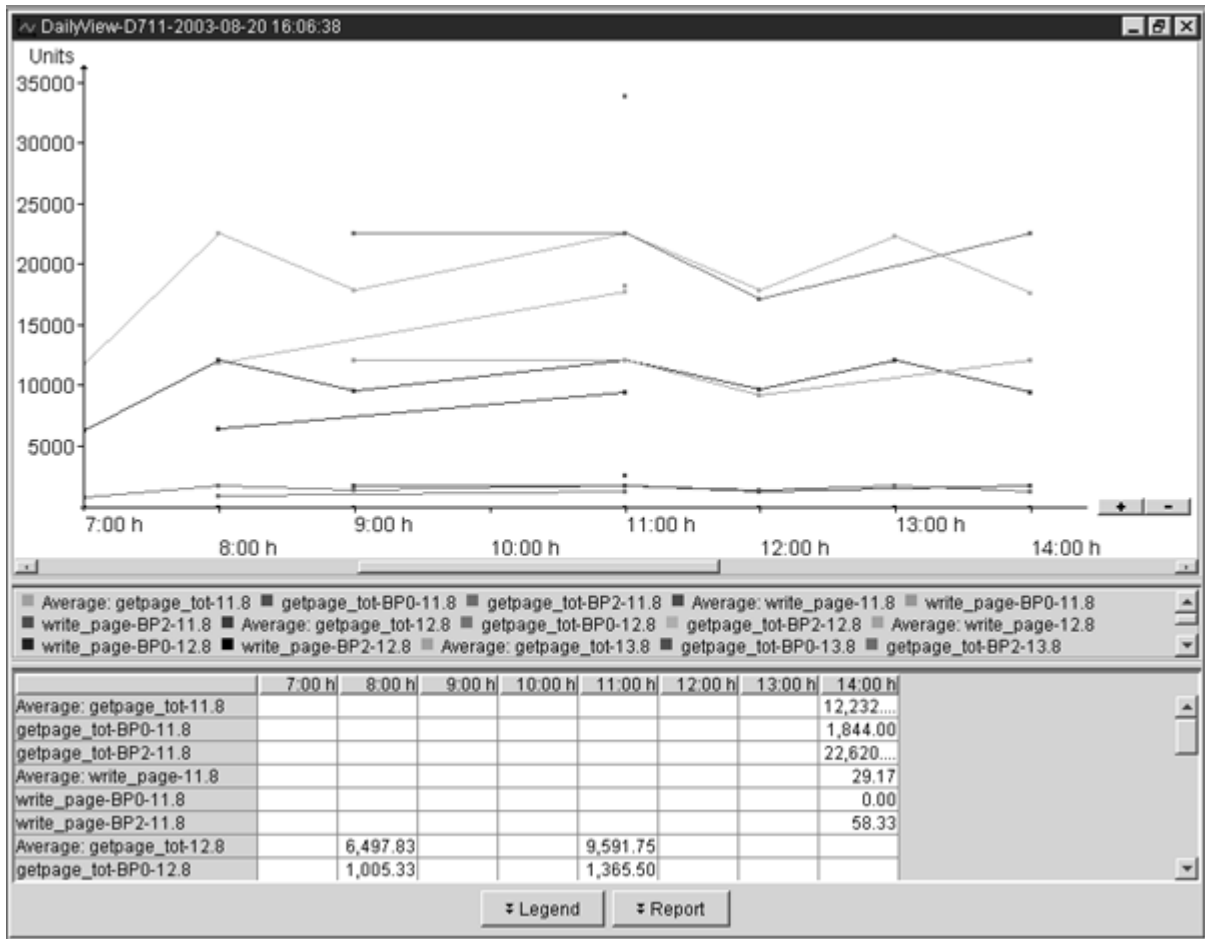 DailyView-D711-2003-08-20 16:06:38
Units
35000
30000
25000
20000
15000
10000
5000
7:00 h 9:00 h 11:00 h 13:00 h
8:00 h 10:00 h 12:00 h 14:00 h
+ -
Average: getpage_tot-11.8 getpage_tot-BP0-11.8 getpage_tot-BP2-11.8 Average: write_page-11.8 write_page-BP0-11.8
write_page-BP2-11.8 Average: getpage_tot-12.8 getpage_tot-BP0-12.8 getpage_tot-BP2-12.8 Average: write_page-12.8
write_page-BP0-12.8 write_page-BP2-12.8 Average: getpage_tot-13.8 getpage_tot-BP0-13.8 getpage_tot-BP2-13.8
7:00 h 8:00 h 9:00 h 10:00 h 11:00 h 12:00 h 13:00 h 14:00 h
Average: getpage_tot-11.8 12,232....
getpage_tot-BP0-11.8 1,844.00
getpage_tot-BP2-11.8 22,620....
Average: write_page-11.8 29.17
write_page-BP0-11.8 0.00
write_page-BP2-11.8 58.33
Average: getpage_tot-12.8 6,497.83 9,591.75
getpage_tot-BP0-12.8 1,005.33 1,365.50
Legend Report